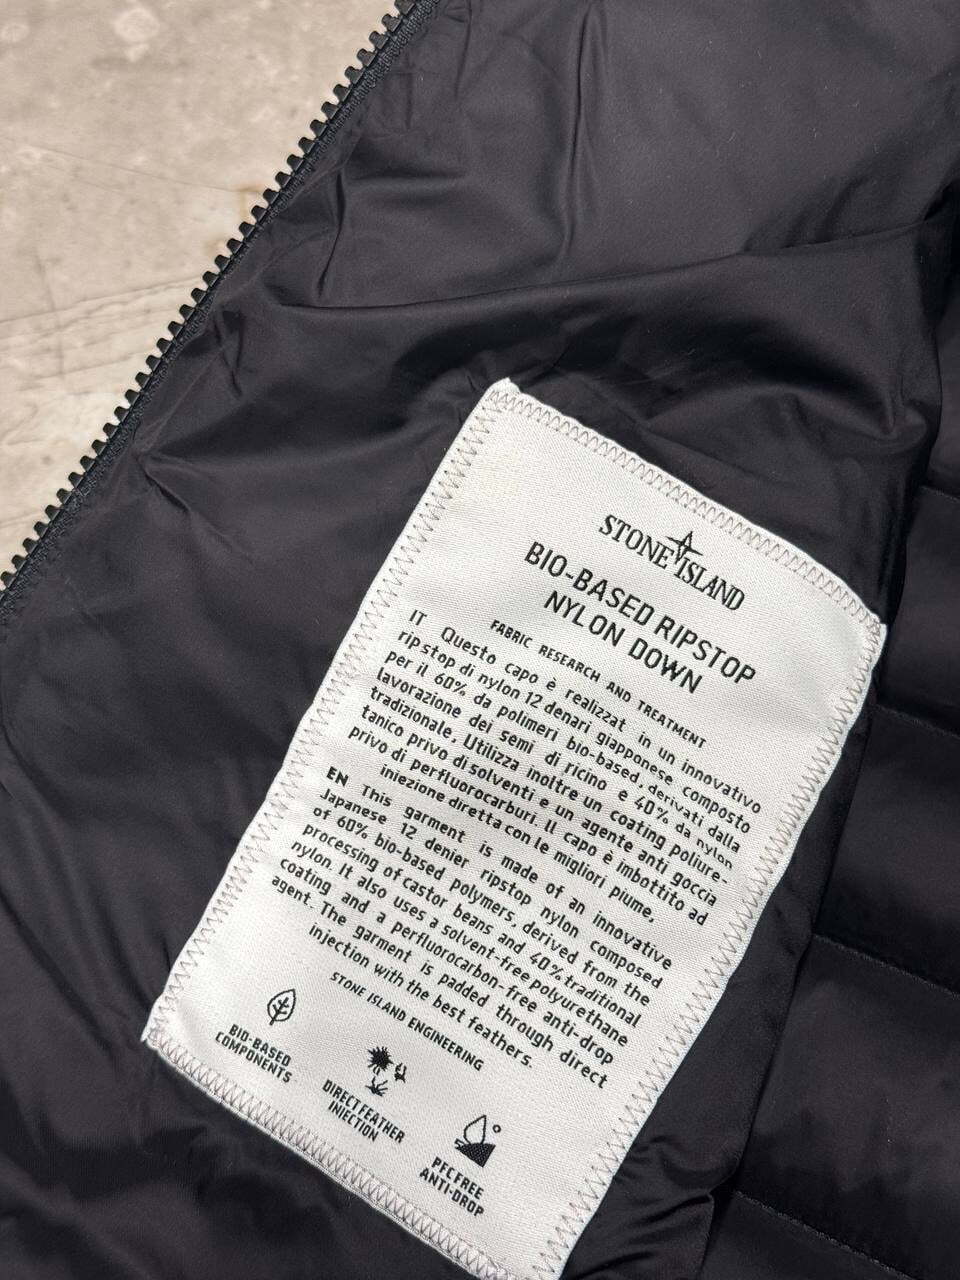 STONE ISLAND
BIO-BASED RIPSTOP
NYLON DOWN
FABRIC RESEARCH AND TREATMENT
IT Questo capo è realizzat in un innovativo
ripstop di nylon 12 denari giapponese, composto
per il 60% da polimeri bio-based, derivati dalla
lavorazione dei semi di ricino e 40% da nylon
tradizionale, Utilizza inoltre un coating poliure-
tanico privo di solventi e un agente anti goccia
privo di perfluorocarburi. Il capo è imbottito ad
iniezione diretta con le migliori piume.
EN This garment is made of an innovative
Japanese 12 denier ripstop nylon composed
of 60% bio-based polymers, derived from the
processing of castor beans and 40% traditional
nylon. It also uses a solvent-free polyurethane
coating and a perfluorocarbon-free anti-drop
agent. The garment is padded through direct
injection with the best feathers.
STONE ISLAND ENGINEERING
BIO-BASED
COMPONENTS
DIRECT FEATHER
INJECTION
PFC FREE
ANTI-DROP